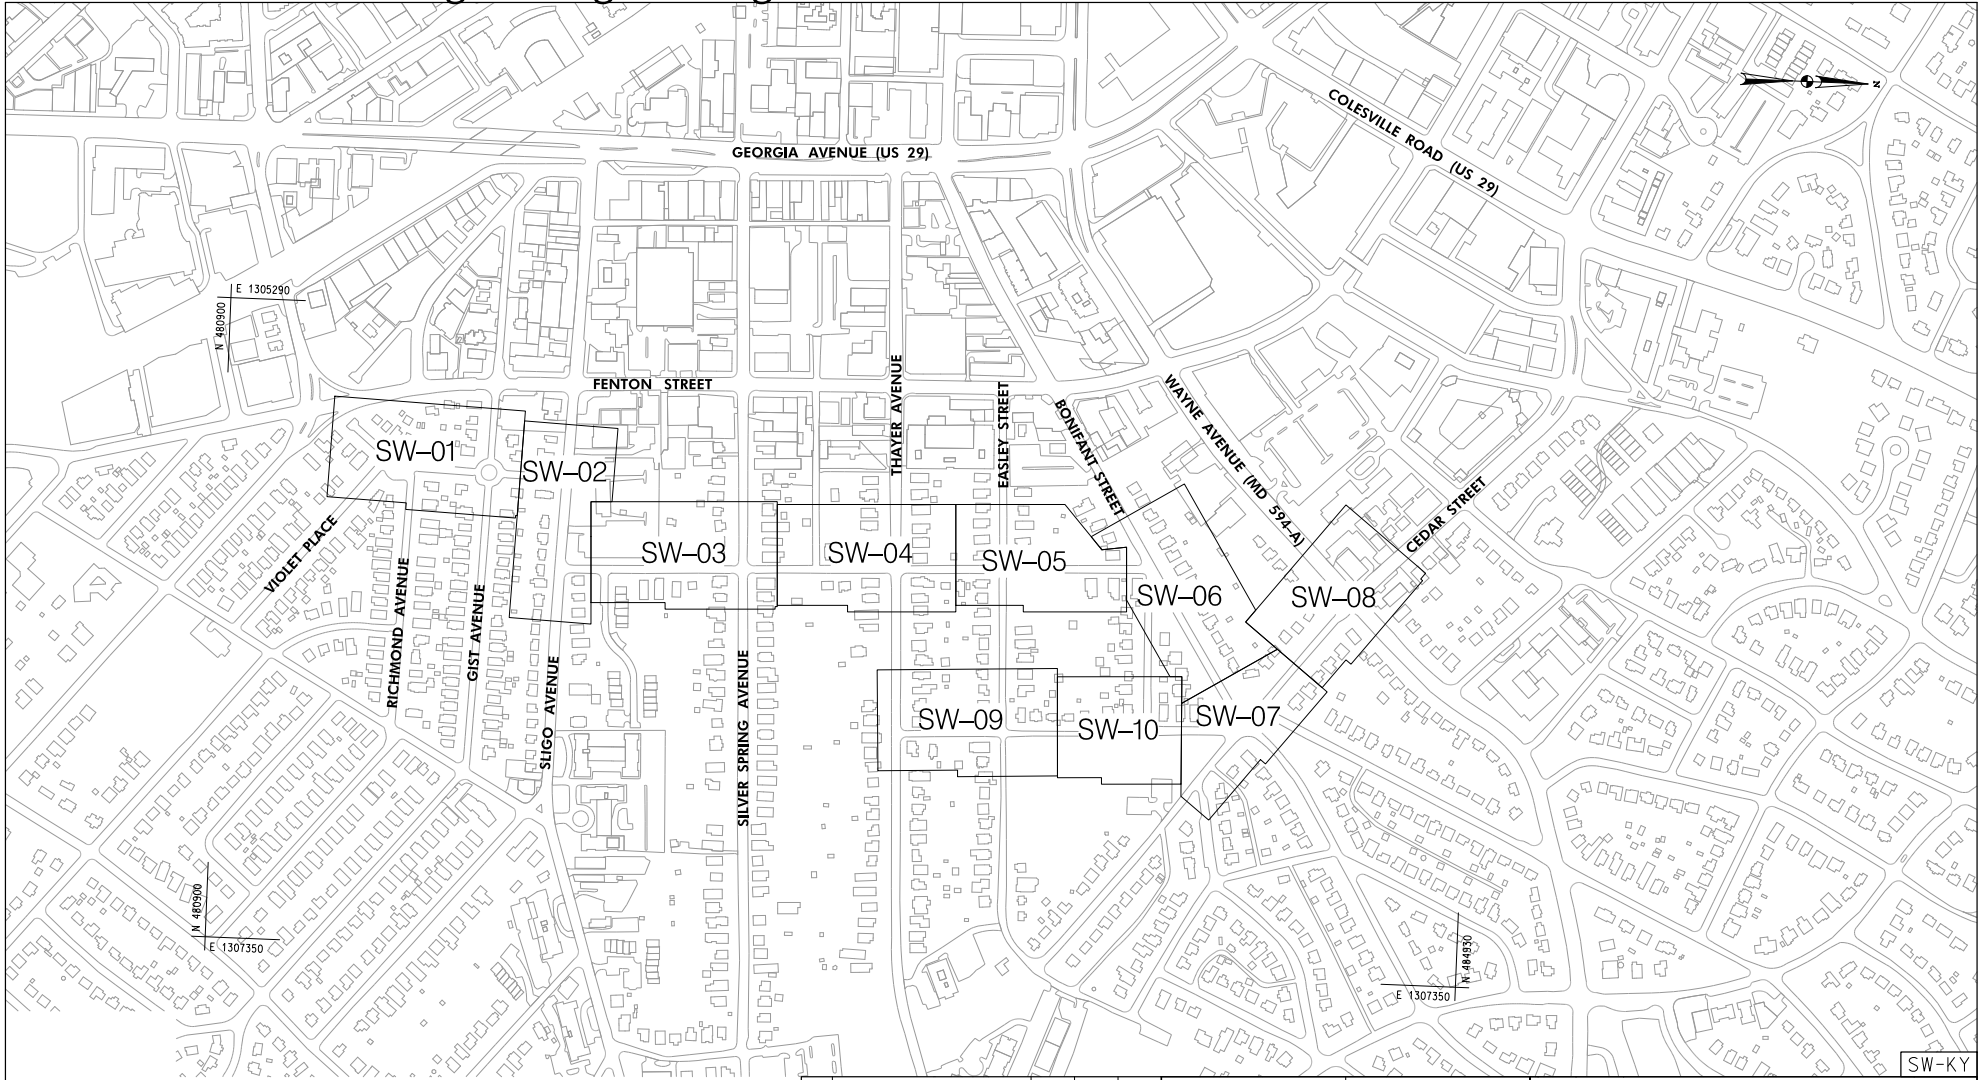 COLESVILLE ROAD (US 29)
N
GEORGIA AVENUE (US 29)
E 1305290
N 480900
FENTON STREET
THAYER AVENUE
EASLEY STREET
BONIFANT STREET
WAYNE AVENUE (MD 594-A)
CEDAR STREET
SW-01
SW-02
SW-03
SW-04
SW-05
SW-06
SW-08
VIOLET PLACE
RICHMOND AVENUE
GIST AVENUE
SLIGO AVENUE
SILVER SPRING AVENUE
SW-09
SW-10
SW-07
N 480900
E 1307350
N 484930
E 1307350
SW-KY